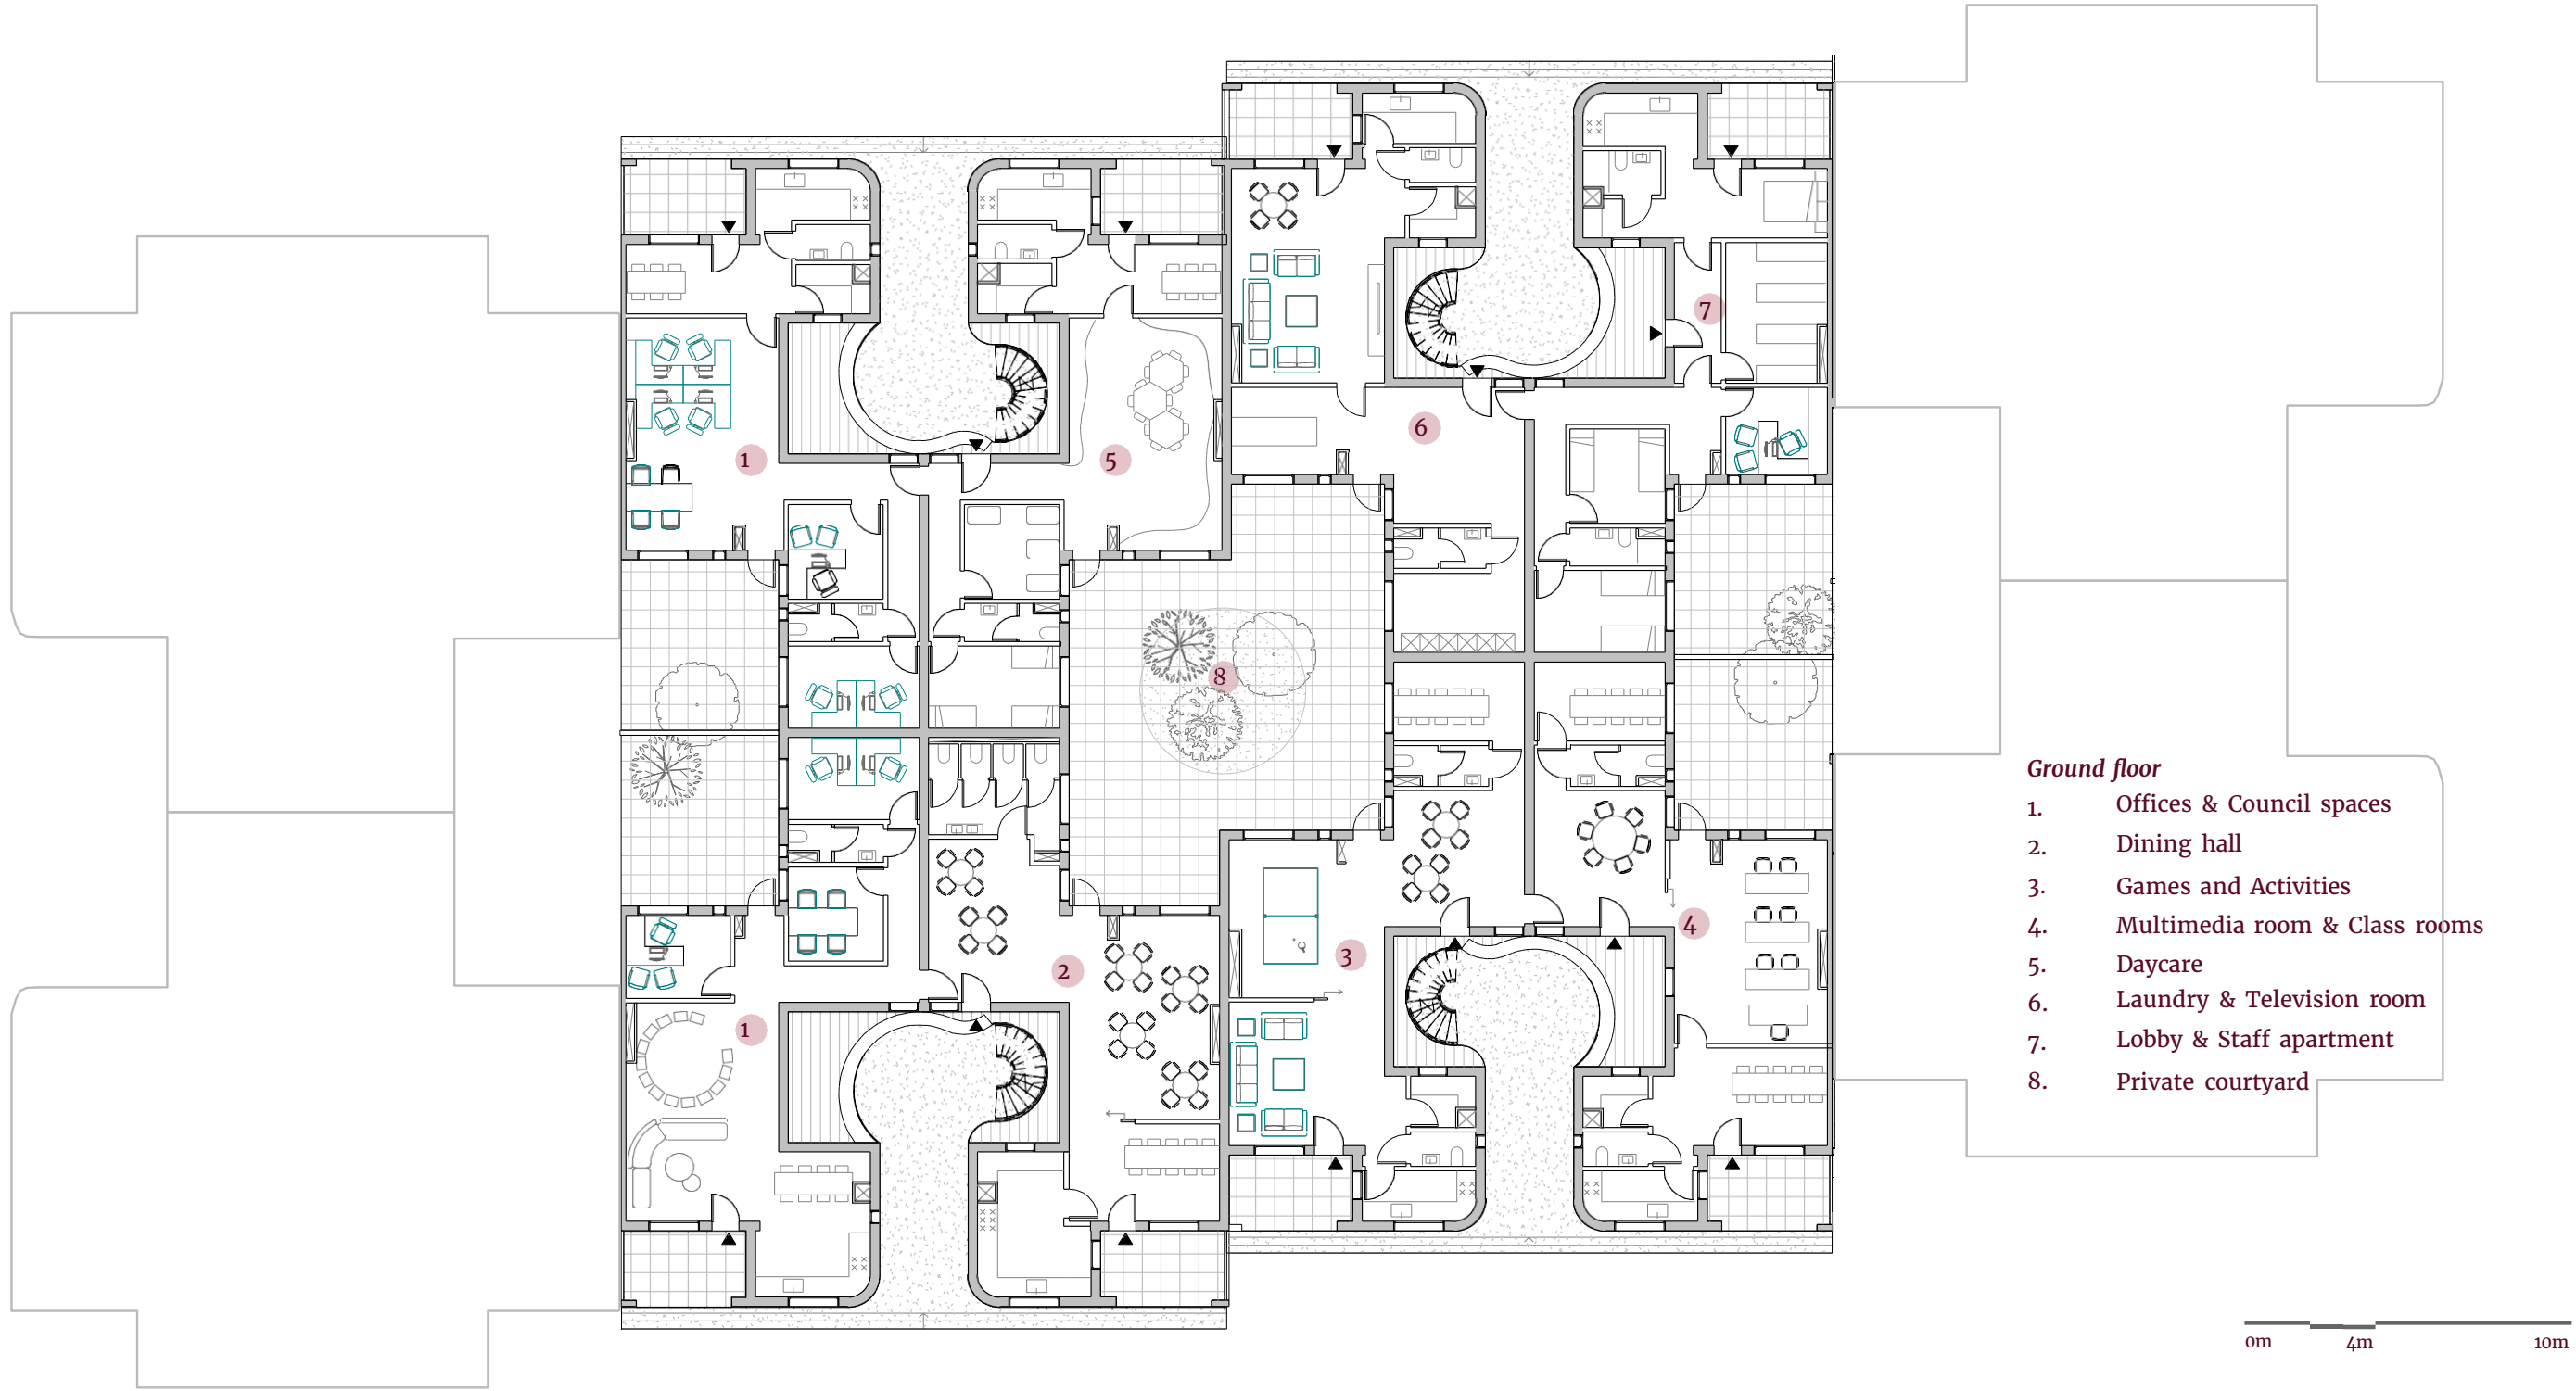 7
6
1
5
8
4
3
2
1
Ground floor
1. Offices & Council spaces
2. Dining hall
3. Games and Activities
4. Multimedia room & Class rooms
5. Daycare
6. Laundry & Television room
7. Lobby & Staff apartment
8. Private courtyard
0m 4m 10m